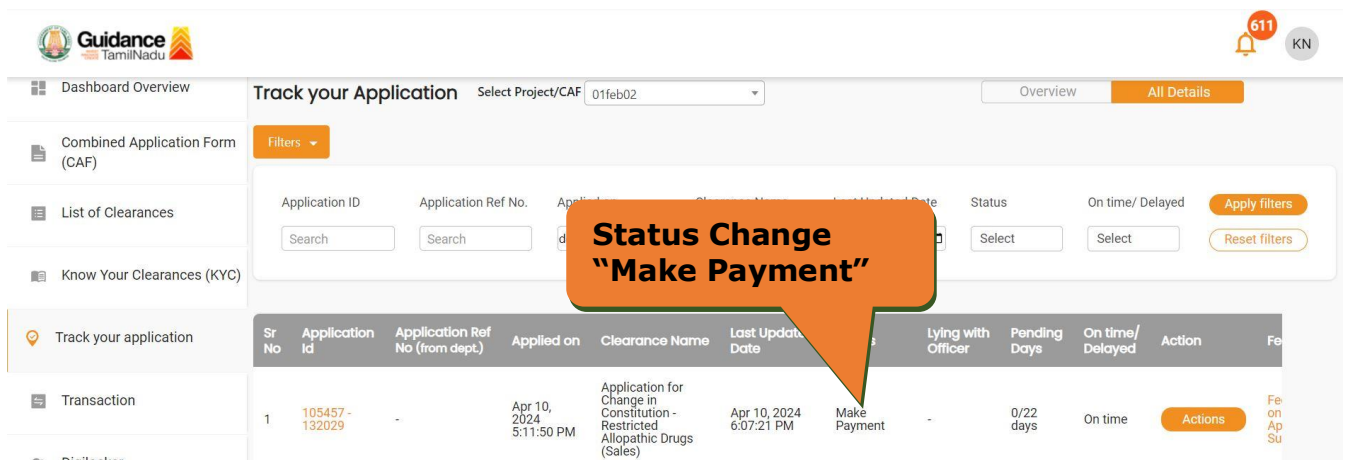 Guidance
TamilNadu
611
KN
Dashboard Overview
Track your Application
Select Project/CAF
01feb02
Overview
All Details
Combined Application Form
(CAF)
Filters
List of Clearances
Application ID
Application Ref No.
Status
On time/ Delayed
Apply filters
Search
Search
Select
Select
Reset filters
Status Change
“Make Payment”
Know Your Clearances (KYC)
Track your application
Sr
No
Application
Id
Application Ref
No (from dept.)
Applied on
Clearance Name
Last Updat
Date
Lying with
Officer
Pending
Days
On time/
Delayed
Action
Transaction
1
105457 -
132029
-
Apr 10,
2024
5:11:50 PM
Application for
Change in
Constitution -
Restricted
Allopathic Drugs
(Sales)
Apr 10, 2024
6:07:21 PM
Make
Payment
-
0/22
days
On time
Actions